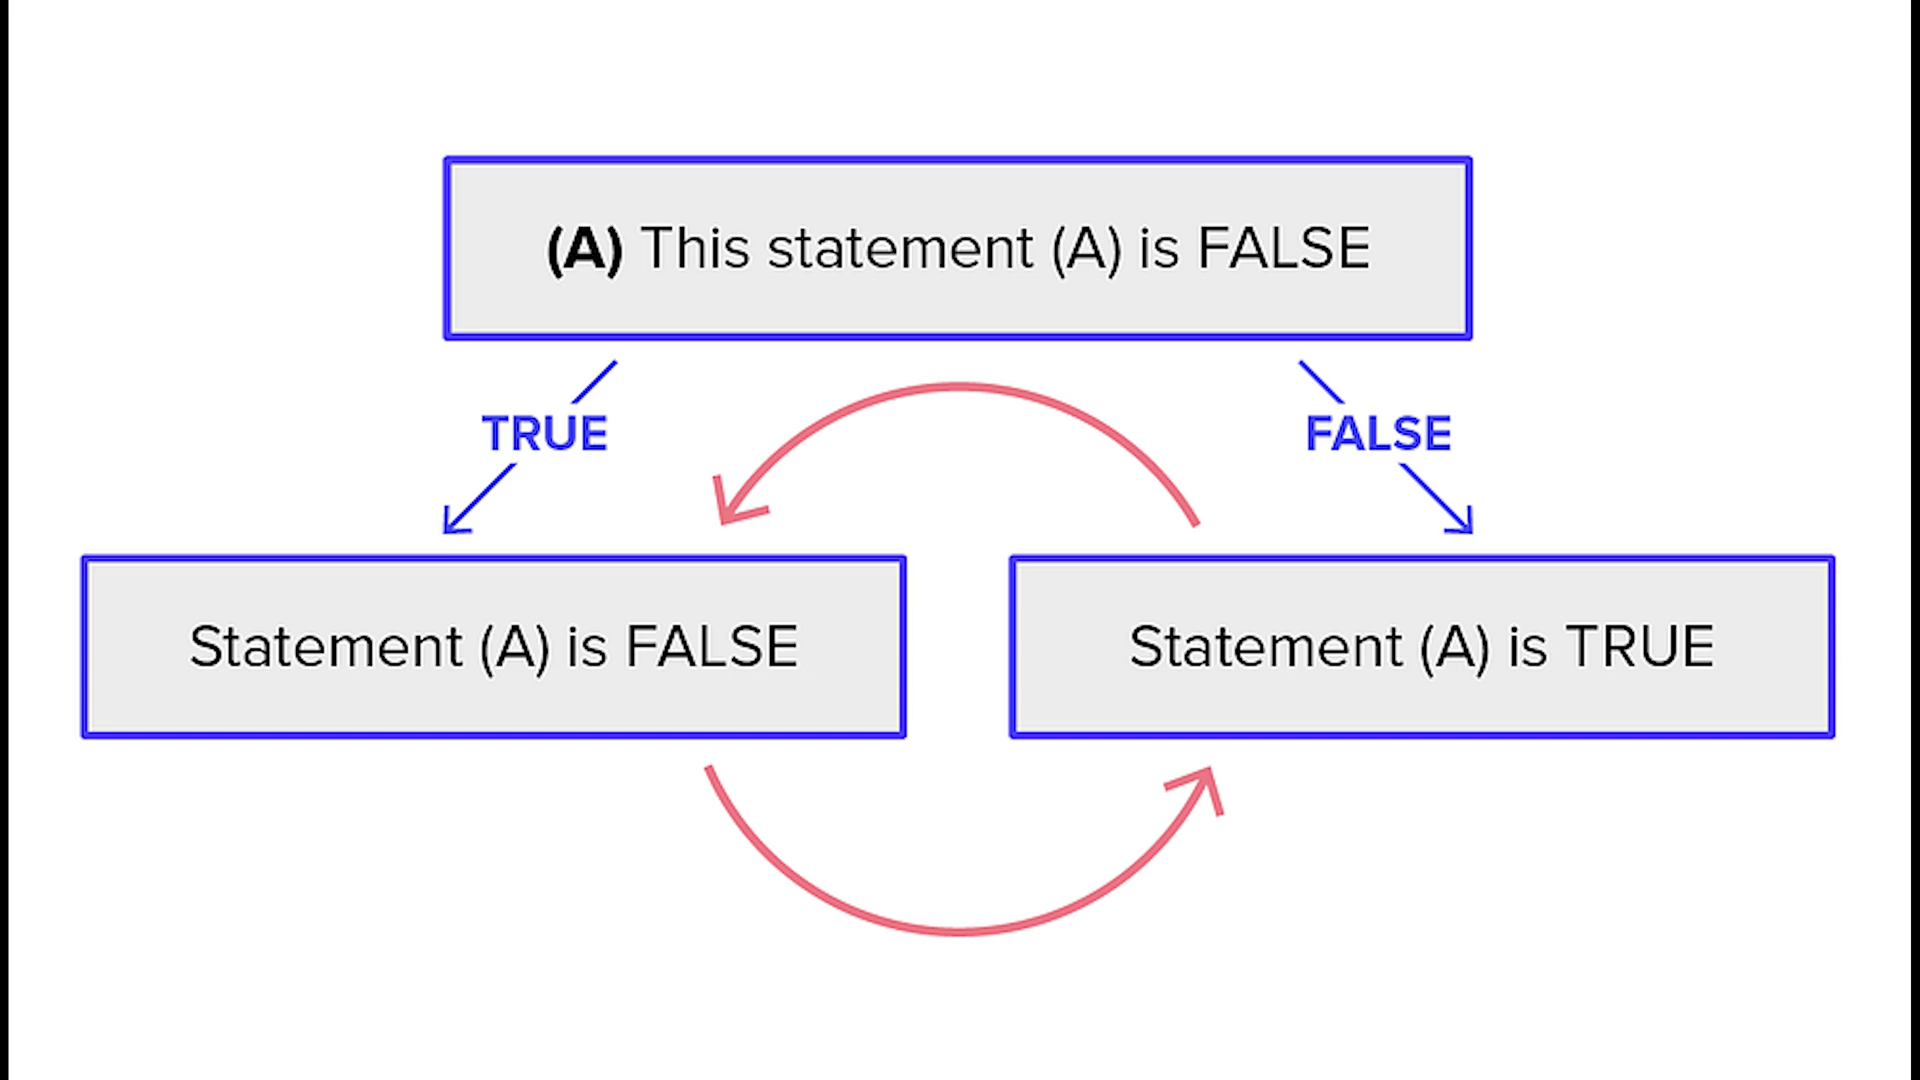 (A) This statement (A) is FALSE
TRUE
FALSE
Statement (A) is FALSE
Statement (A) is TRUE